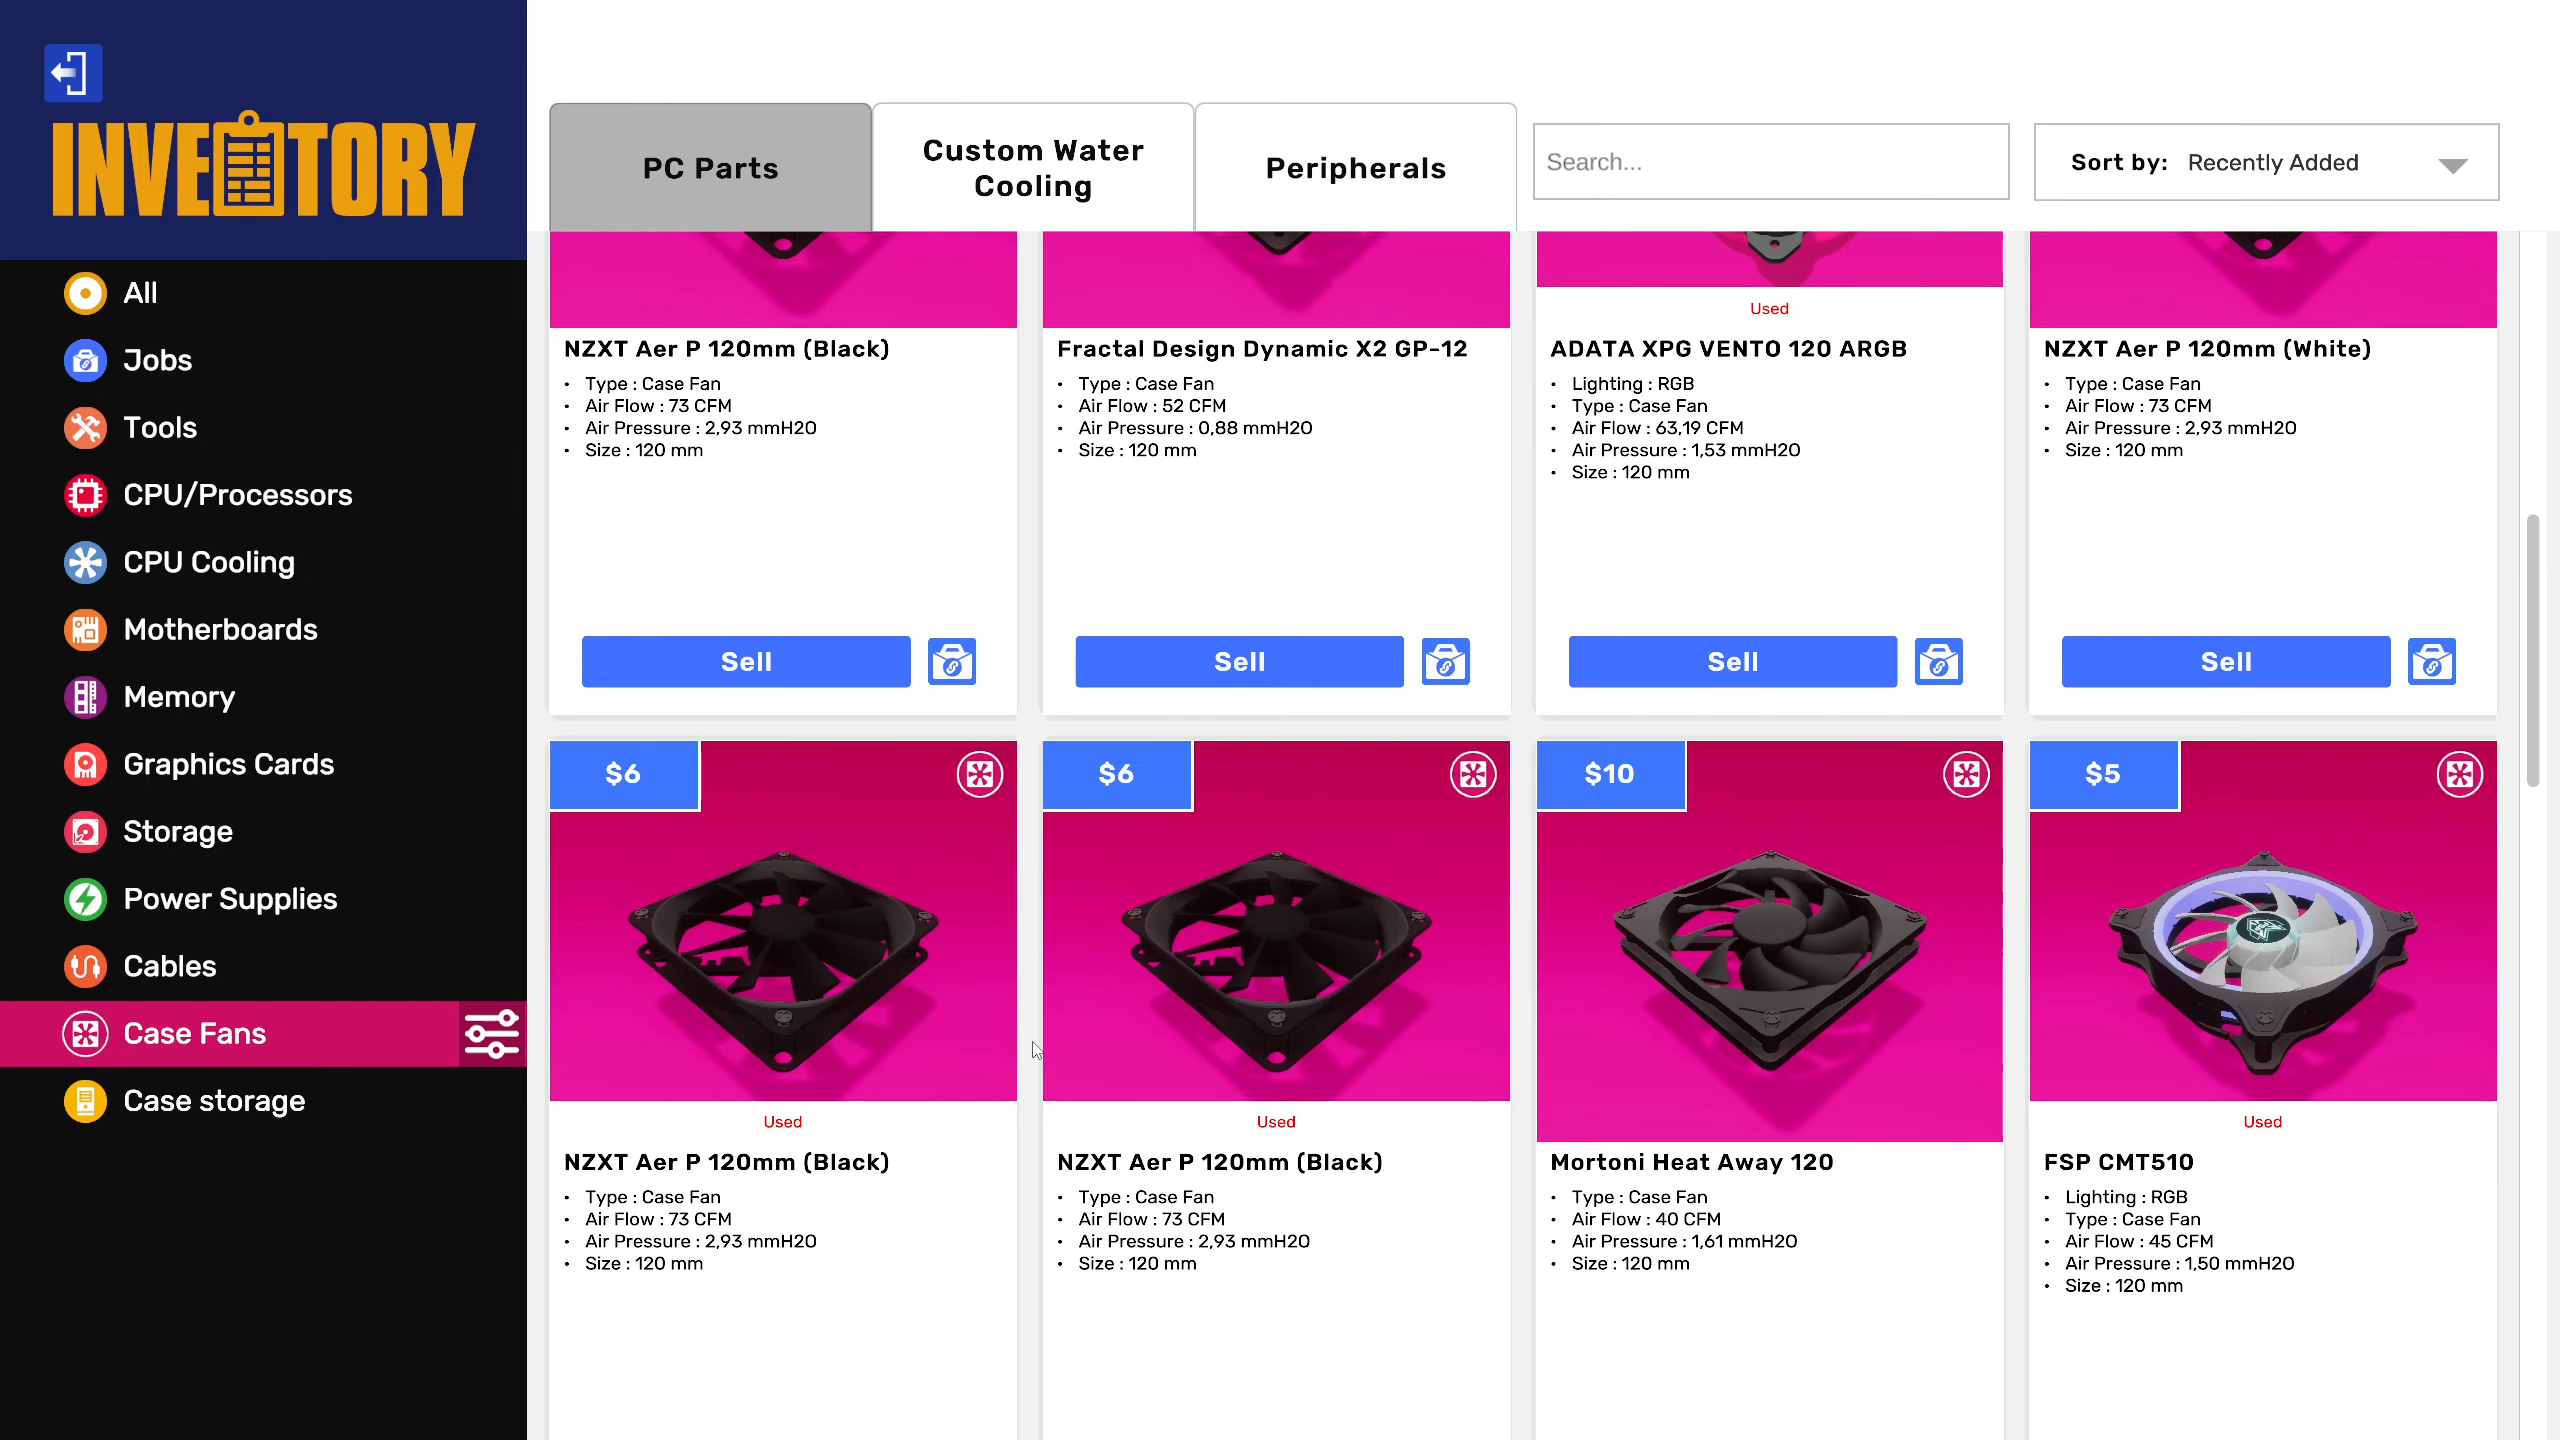 INVENTORY
All
Jobs
Tools
CPU/Processors
CPU Cooling
Motherboards
Memory
Graphics Cards
Storage
Power Supplies
Cables
Case Fans
Case storage
PC Parts
Custom Water
Cooling
Peripherals
Search...
Sort by: Recently Added
NZXT Aer P 120mm (Black)
• Type : Case Fan
• Air Flow : 73 CFM
• Air Pressure : 2,93 mmH2O
• Size : 120 mm
Sell
Fractal Design Dynamic X2 GP-12
• Type : Case Fan
• Air Flow : 52 CFM
• Air Pressure : 0,88 mmH2O
• Size : 120 mm
Sell
Used
ADATA XPG VENTO 120 ARGB
• Lighting : RGB
• Type : Case Fan
• Air Flow : 63,19 CFM
• Air Pressure : 1,53 mmH2O
• Size : 120 mm
Sell
NZXT Aer P 120mm (White)
• Type : Case Fan
• Air Flow : 73 CFM
• Air Pressure : 2,93 mmH2O
• Size : 120 mm
Sell
$6
Used
NZXT Aer P 120mm (Black)
• Type : Case Fan
• Air Flow : 73 CFM
• Air Pressure : 2,93 mmH2O
• Size : 120 mm
$6
Used
NZXT Aer P 120mm (Black)
• Type : Case Fan
• Air Flow : 73 CFM
• Air Pressure : 2,93 mmH2O
• Size : 120 mm
$10
Mortoni Heat Away 120
• Type : Case Fan
• Air Flow : 40 CFM
• Air Pressure : 1,61 mmH2O
• Size : 120 mm
$5
Used
FSP CMT510
• Lighting : RGB
• Type : Case Fan
• Air Flow : 45 CFM
• Air Pressure : 1,50 mmH2O
• Size : 120 mm